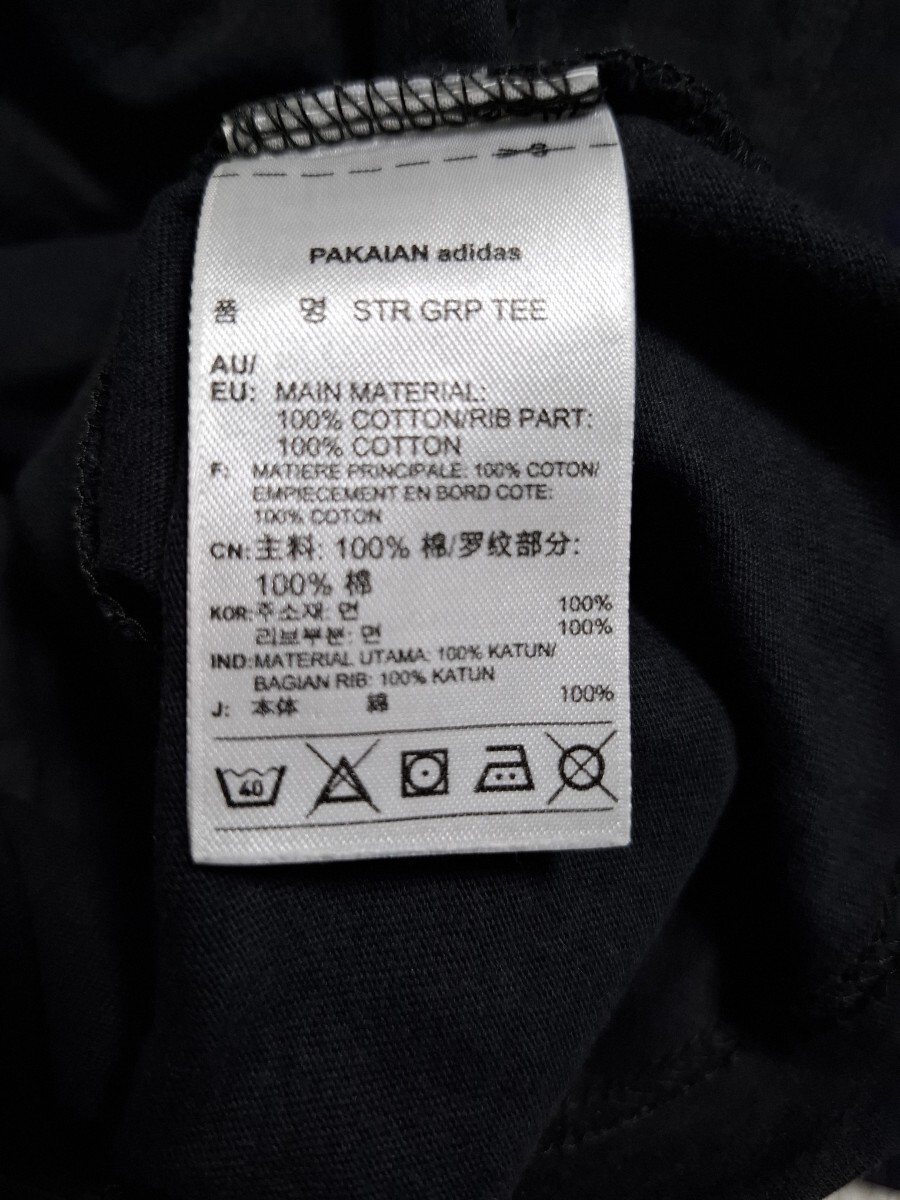 PAKAIAN adidas
품 명 STR GRP TEE
AU/
EU: MAIN MATERIAL:
100% COTTON/RIB PART:
100% COTTON
F: MATIERE PRINCIPALE: 100% COTON/
EMPIECEMENT EN BORD COTE:
100% COTON
CN: 主料: 100% 棉/罗纹部分:
100% 棉
KOR: 주소재: 면 100%
리브부분: 면 100%
IND: MATERIAL UTAMA: 100% KATUN/
BAGIAN RIB: 100% KATUN
J: 本体 綿 100%
40